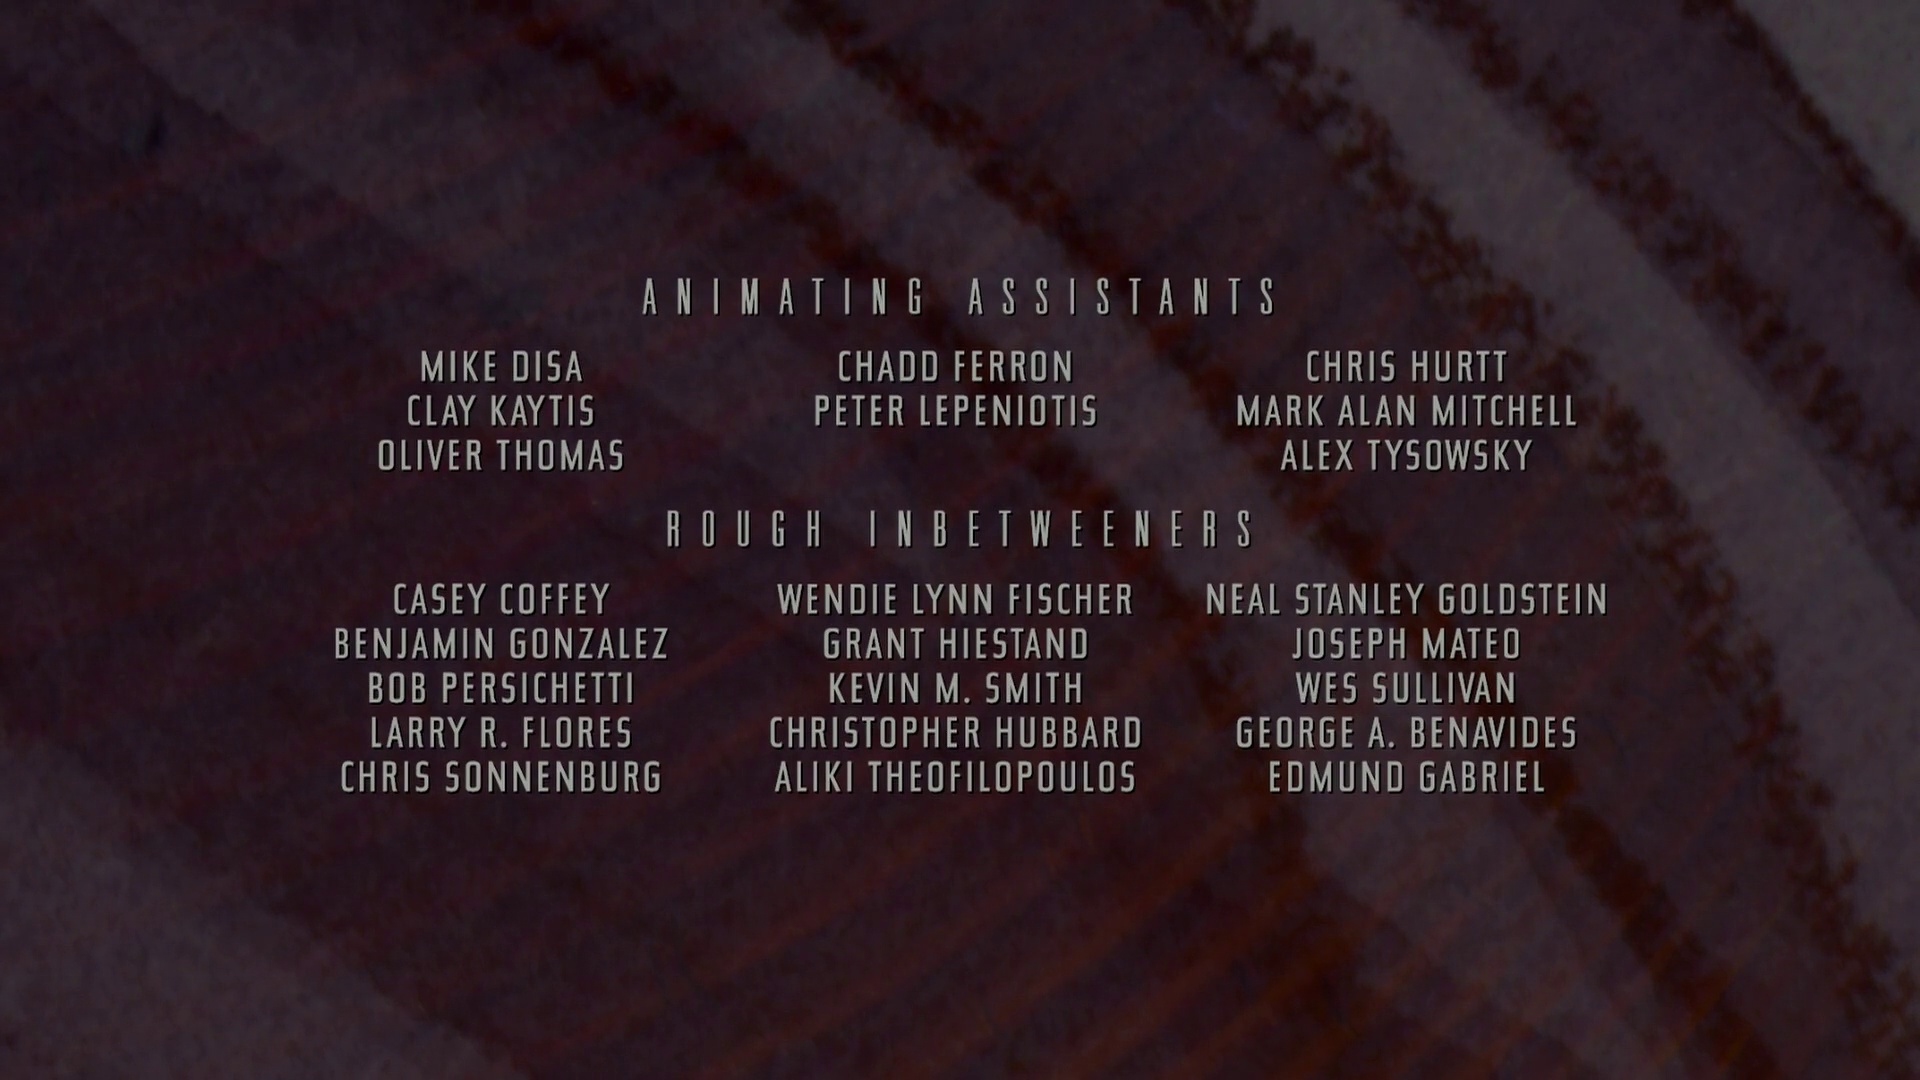 ANIMATING ASSISTANTS
MIKE DISA CHADD FERRON CHRIS HURTT
CLAY KAYTIS PETER LEPENIOTIS MARK ALAN MITCHELL
OLIVER THOMAS ALEX TYSOWSKY
ROUGH INBETWEENERS
CASEY COFFEY WENDIE LYNN FISCHER NEAL STANLEY GOLDSTEIN
BENJAMIN GONZALEZ GRANT HIESTAND JOSEPH MATEO
BOB PERSICHETTI KEVIN M. SMITH WES SULLIVAN
LARRY R. FLORES CHRISTOPHER HUBBARD GEORGE A. BENAVIDES
CHRIS SONNENBURG ALIKI THEOFILOPOULOS EDMUND GABRIEL